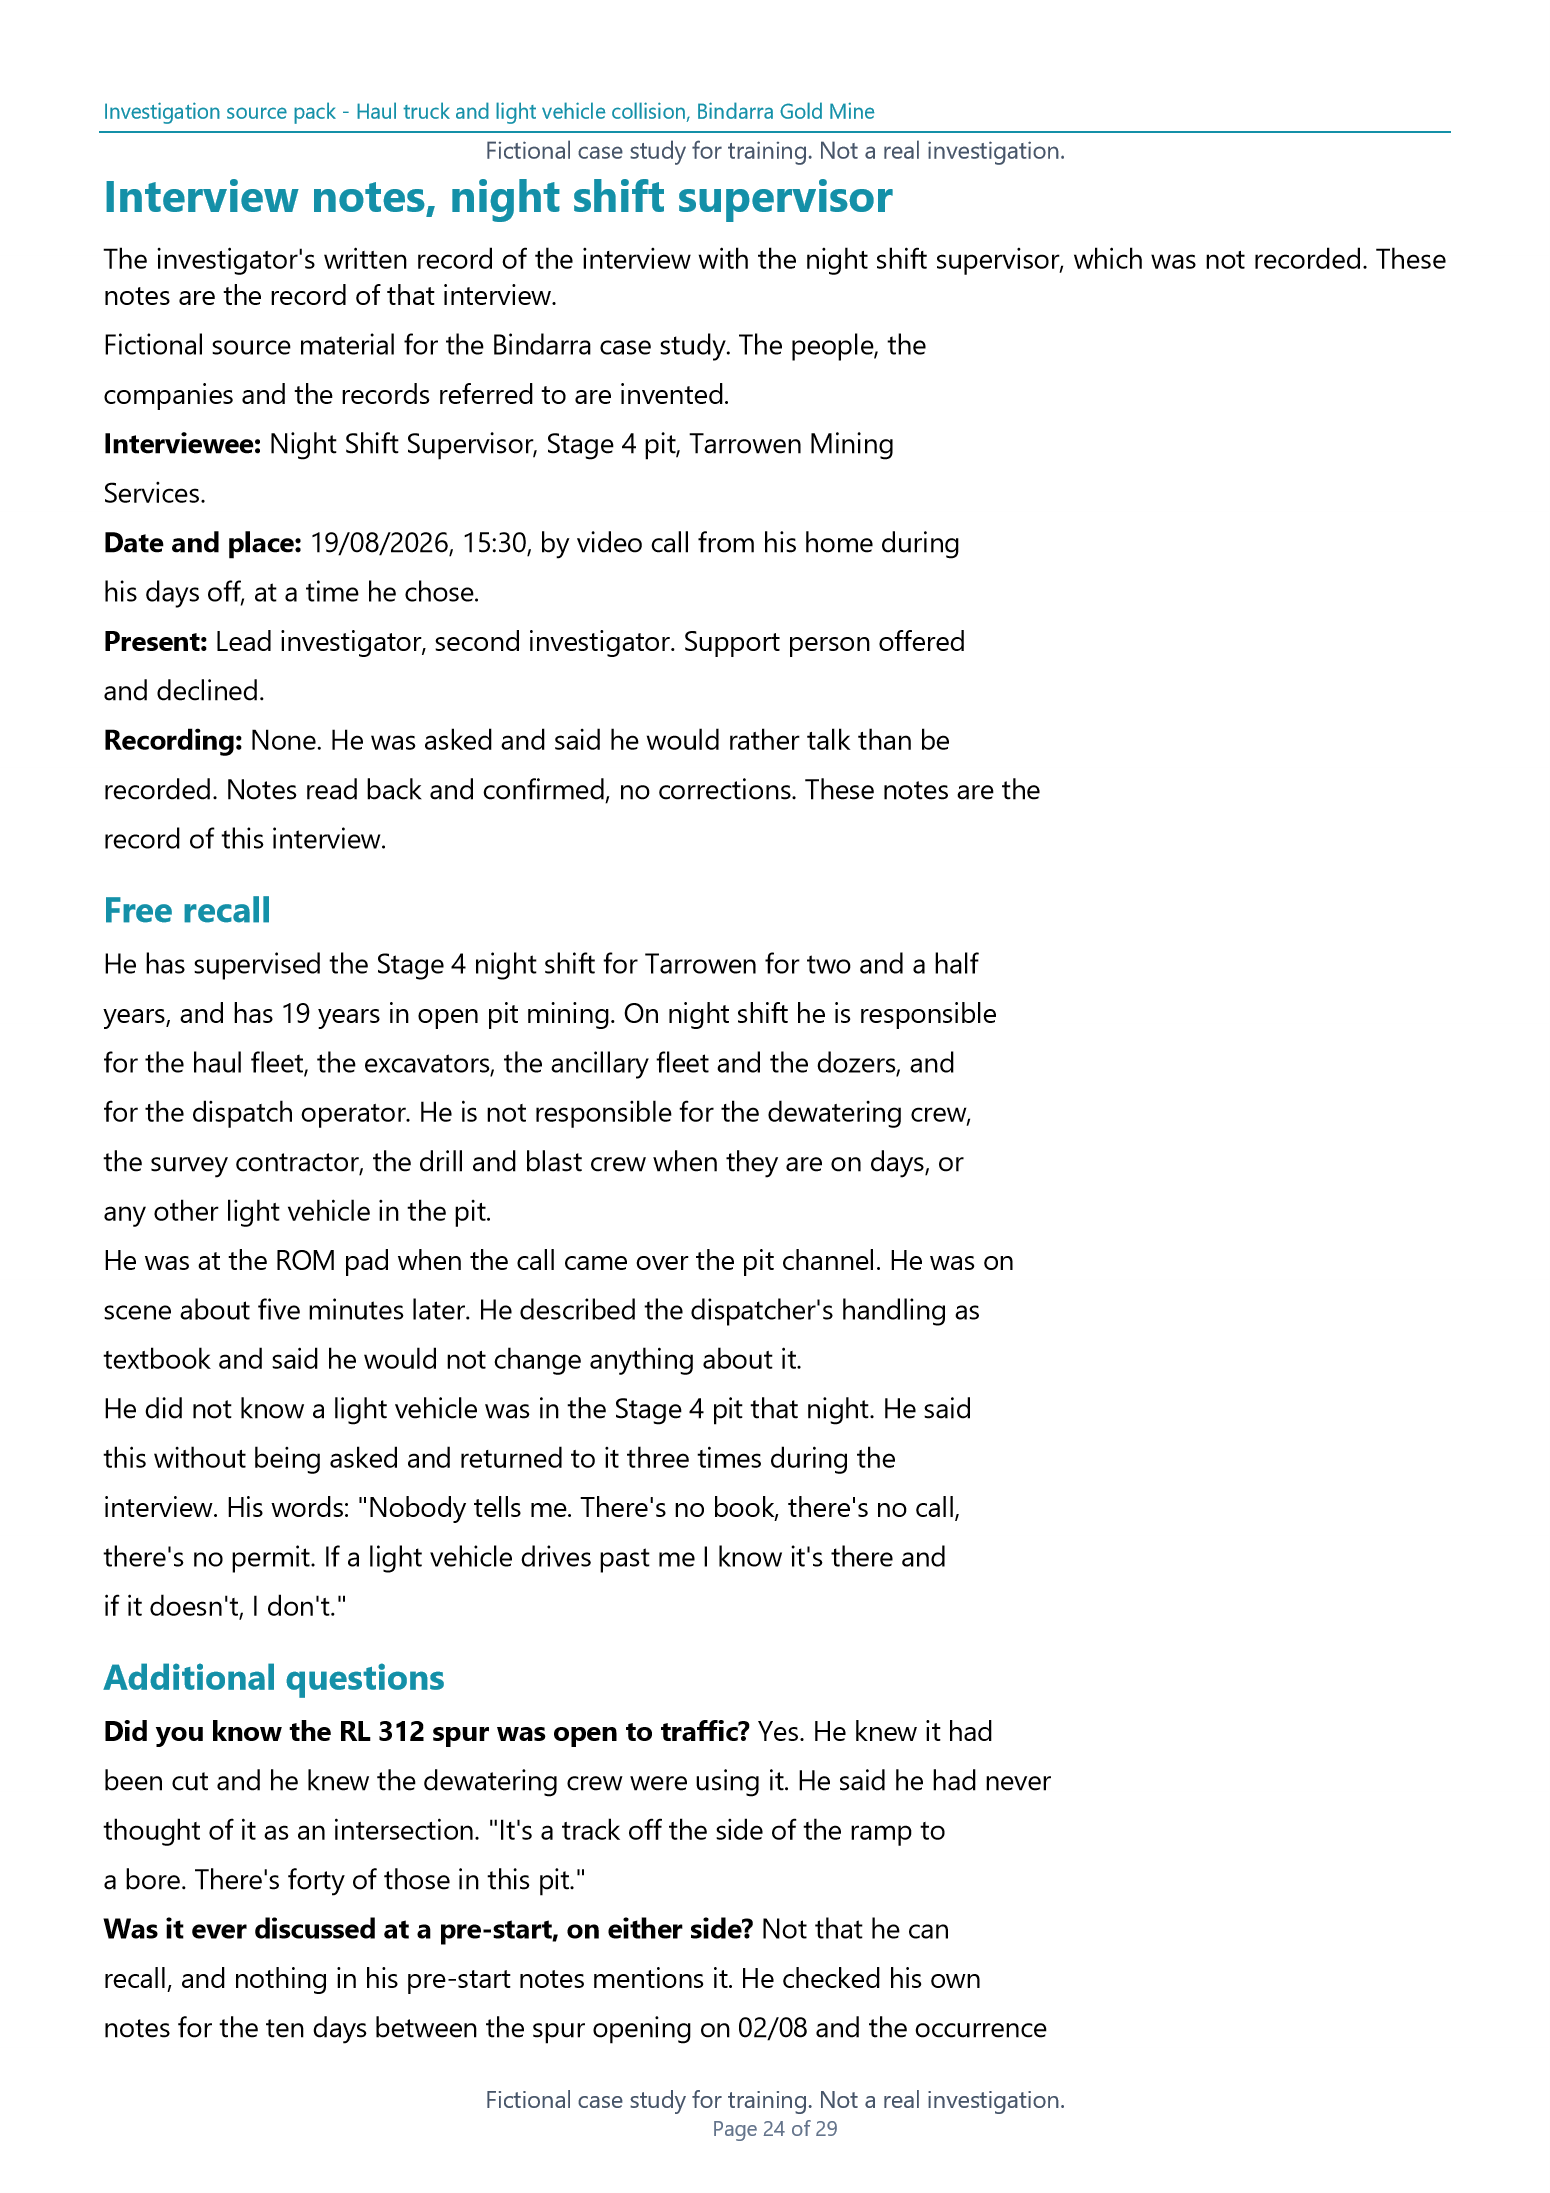 Investigation source pack - Haul truck and light vehicle collision, Bindarra Gold Mine
Fictional case study for training. Not a real investigation.
Interview notes, night shift supervisor
The investigator's written record of the interview with the night shift supervisor, which was not recorded. These
notes are the record of that interview.
Fictional source material for the Bindarra case study. The people, the
companies and the records referred to are invented.
Interviewee: Night Shift Supervisor, Stage 4 pit, Tarrowen Mining
Services.
Date and place: 19/08/2026, 15:30, by video call from his home during
his days off, at a time he chose.
Present: Lead investigator, second investigator. Support person offered
and declined.
Recording: None. He was asked and said he would rather talk than be
recorded. Notes read back and confirmed, no corrections. These notes are the
record of this interview.
Free recall
He has supervised the Stage 4 night shift for Tarrowen for two and a half
years, and has 19 years in open pit mining. On night shift he is responsible
for the haul fleet, the excavators, the ancillary fleet and the dozers, and
for the dispatch operator. He is not responsible for the dewatering crew,
the survey contractor, the drill and blast crew when they are on days, or
any other light vehicle in the pit.
He was at the ROM pad when the call came over the pit channel. He was on
scene about five minutes later. He described the dispatcher's handling as
textbook and said he would not change anything about it.
He did not know a light vehicle was in the Stage 4 pit that night. He said
this without being asked and returned to it three times during the
interview. His words: "Nobody tells me. There's no book, there's no call,
there's no permit. If a light vehicle drives past me I know it's there and
if it doesn't, I don't."
Additional questions
Did you know the RL 312 spur was open to traffic? Yes. He knew it had
been cut and he knew the dewatering crew were using it. He said he had never
thought of it as an intersection. "It's a track off the side of the ramp to
a bore. There's forty of those in this pit."
Was it ever discussed at a pre-start, on either side? Not that he can
recall, and nothing in his pre-start notes mentions it. He checked his own
notes for the ten days between the spur opening on 02/08 and the occurrence
Fictional case study for training. Not a real investigation.
Page 24 of 29